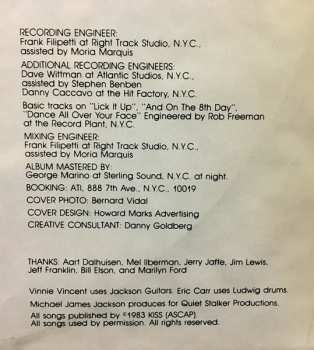 RECORDING ENGINEER:
Frank Filipetti at Right Track Studio, N.Y.C.,
assisted by Moria Marquis
ADDITIONAL RECORDING ENGINEERS:
Dave Wittman at Atlantic Studios, N.Y.C.,
assisted by Stephen Benben
Danny Caccavo at the Hit Factory, N.Y.C.
Basic tracks on "Lick It Up", "And On The 8th Day",
"Dance All Over Your Face" Engineered by Rob Freeman
at the Record Plant, N.Y.C.
MIXING ENGINEER:
Frank Filipetti at Right Track Studio, N.Y.C.
assisted by Moria Marquis
ALBUM MASTERED BY:
George Marino at Sterling Sound, N.Y.C. at night.
BOOKING: ATI, 888 7th Ave., N.Y.C., 10019
COVER PHOTO: Bernard Vidal
COVER DESIGN: Howard Marks Advertising
CREATIVE CONSULTANT: Danny Goldberg
THANKS: Aart Dalhuisen, Mel Ilberman, Jerry Jaffe, Jim Lewis,
Jeff Franklin, Bill Elson, and Marilyn Ford
Vinnie Vincent uses Jackson Guitars. Eric Carr uses Ludwig drums.
Michael James Jackson produces for Quiet Stalker Productions.
All songs published by ©1983 KISS (ASCAP)
All songs used by permission. All rights reserved.